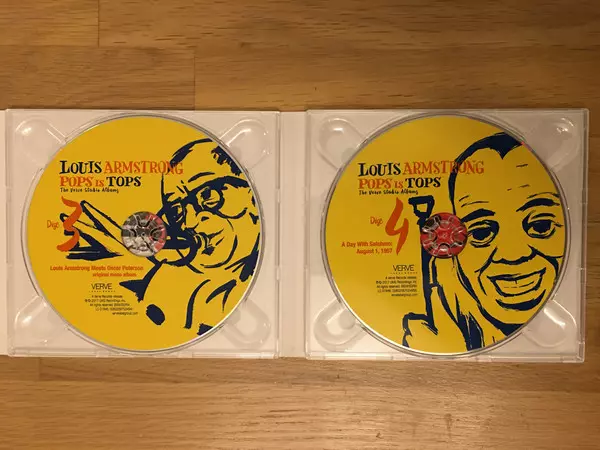 LOUIS ARMSTRONG
POPS IS TOPS
The Verve Studio Albums
Disc 3
Louis Armstrong Meets Oscar Peterson
original mono album
VERVE
LOUIS ARMSTRONG
POPS IS TOPS
The Verve Studio Albums
Disc 4
A Day With Satchmo:
August 1, 1957
VERVE